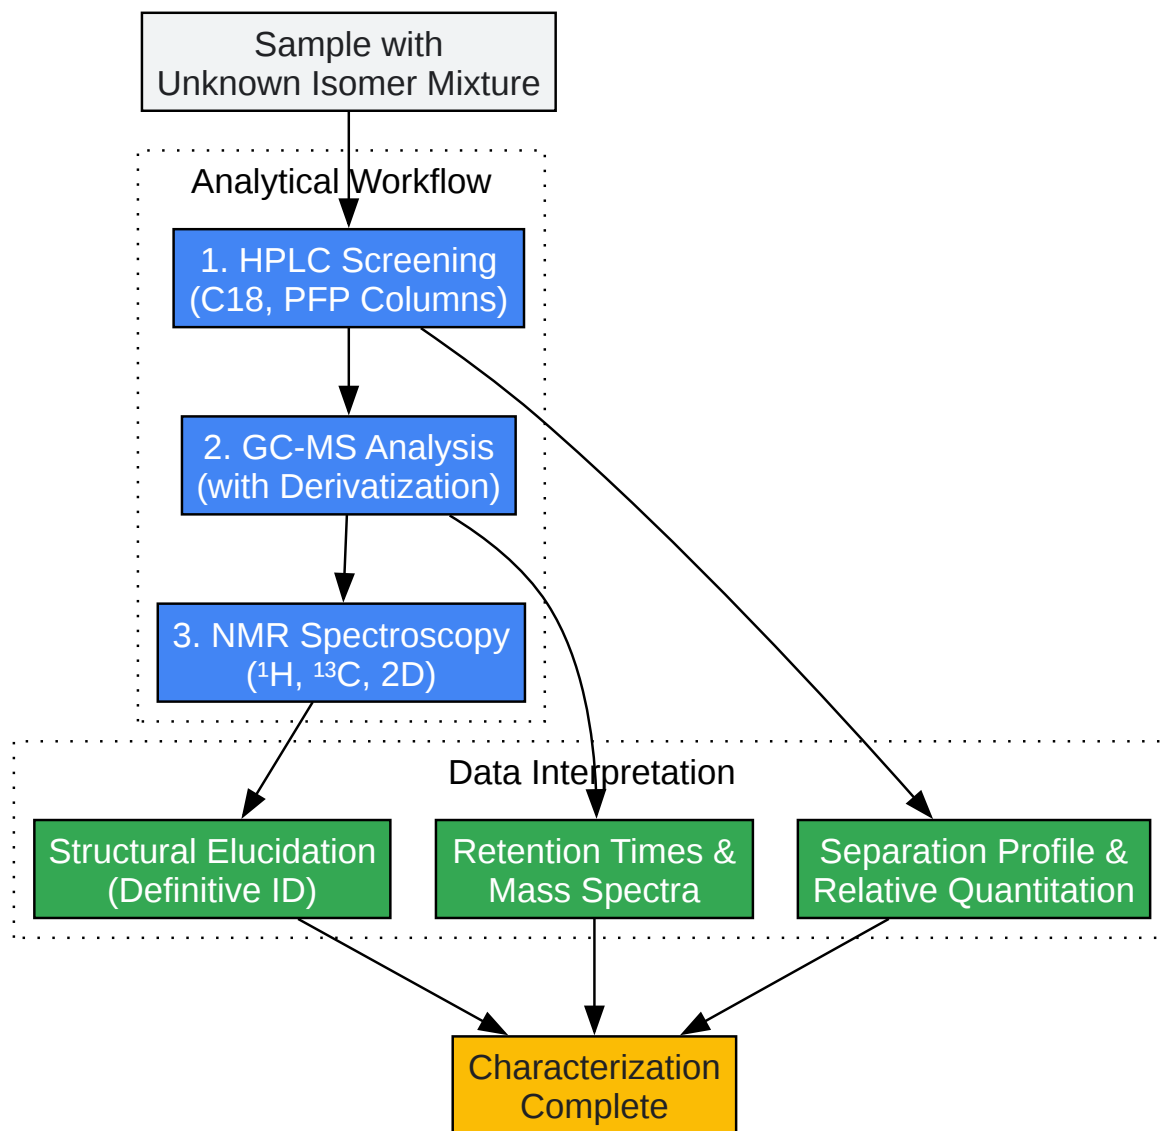 Sample with
Unknown Isomer Mixture
Analytical Workflow
1. HPLC Screening
(C18, PFP Columns)
2. GC-MS Analysis
(with Derivatization)
3. NMR Spectroscopy
(¹H, ¹³C, 2D)
Data Interpretation
Structural Elucidation
(Definitive ID)
Retention Times &
Mass Spectra
Separation Profile &
Relative Quantitation
Characterization
Complete